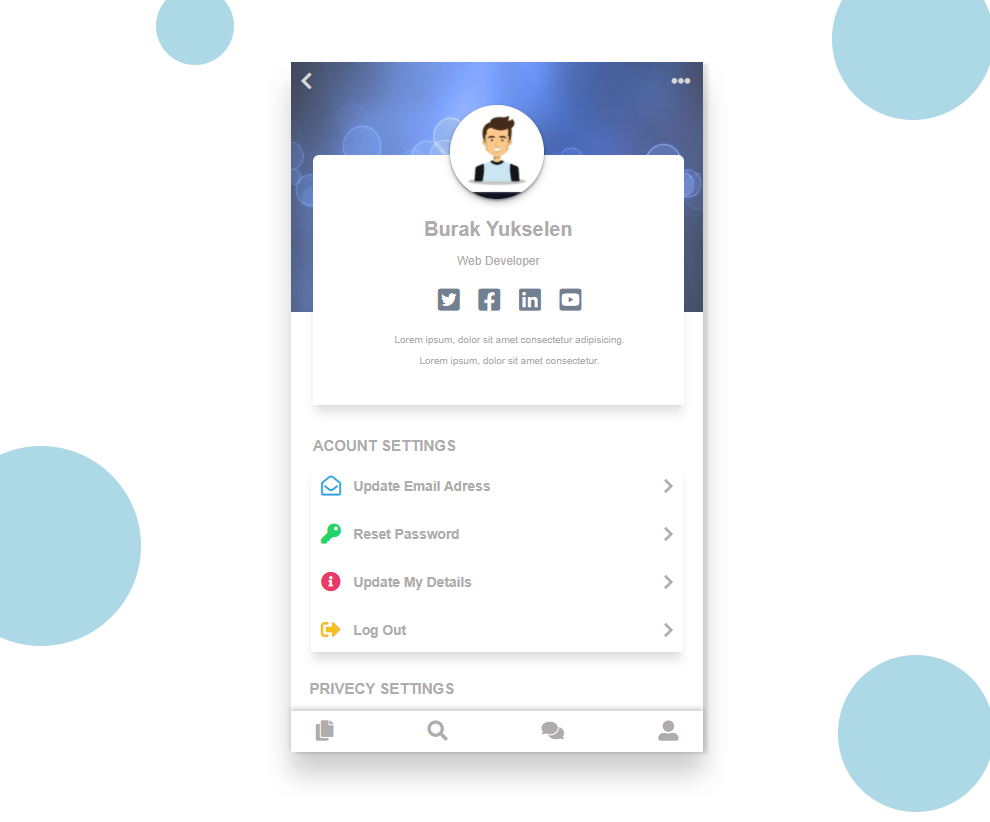 Burak Yukselen
Web Developer
Lorem ipsum, dolor sit amet consectetur adipisicing.
Lorem ipsum, dolor sit amet consectetur.
ACOUNT SETTINGS
Update Email Adress
Reset Password
Update My Details
Log Out
PRIVECY SETTINGS